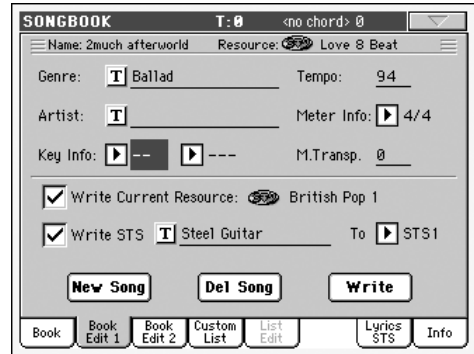 SONGBOOK T:0 <no chord> 0
Name: 2much afterworld Resource: Love 8 Beat
Genre: T Ballad Tempo: 94
Artist: T Meter Info: 4/4
Key Info: -- --- M.Transp. 0
Write Current Resource: British Pop 1
Write STS T Steel Guitar To STS1
New Song Del Song Write
Book Book Edit 1 Book Edit 2 Custom List List Edit Lyrics STS Info